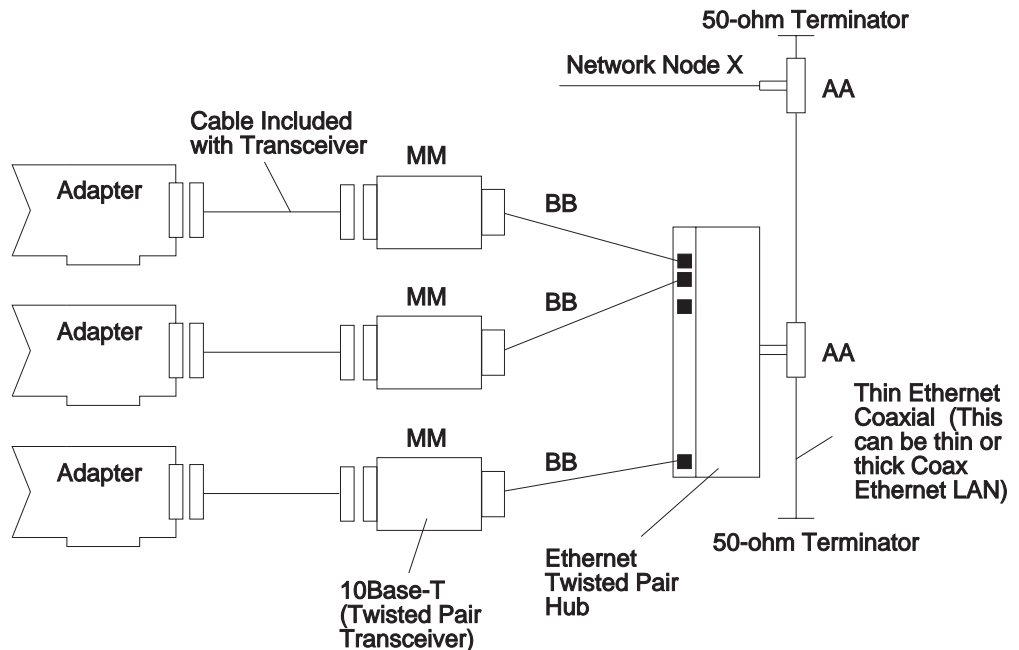 50-ohm Terminator
Network Node X
AA
Cable Included
with Transceiver
MM
Adapter
BB
MM
BB
Adapter
AA
Thin Ethernet
Coaxial (This
can be thin or
thick Coax
Ethernet LAN)
MM
BB
Adapter
50-ohm Terminator
Ethernet
Twisted Pair
Hub
10Base-T
(Twisted Pair
Transceiver)